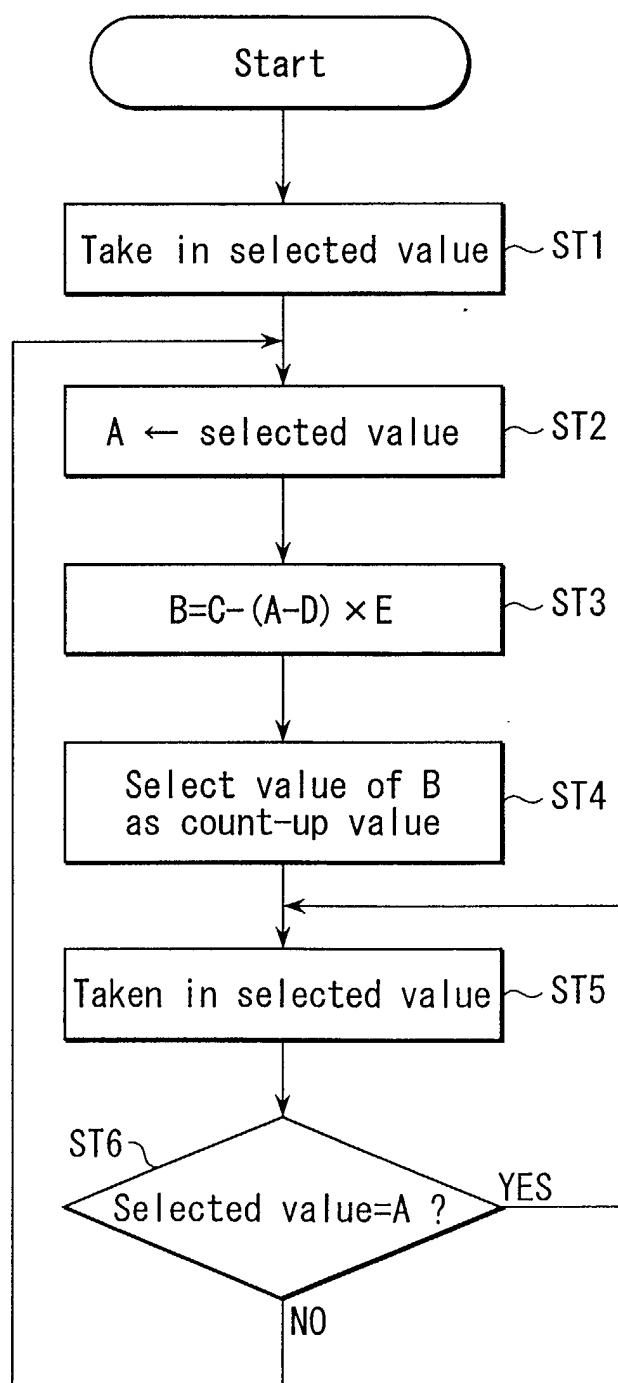 Start
Take in selected value
ST1
A ← selected value
ST2
B=C-(A-D)×E
ST3
Select value of B
as count-up value
ST4
Taken in selected value
ST5
ST6
Selected value=A ?
YES
NO